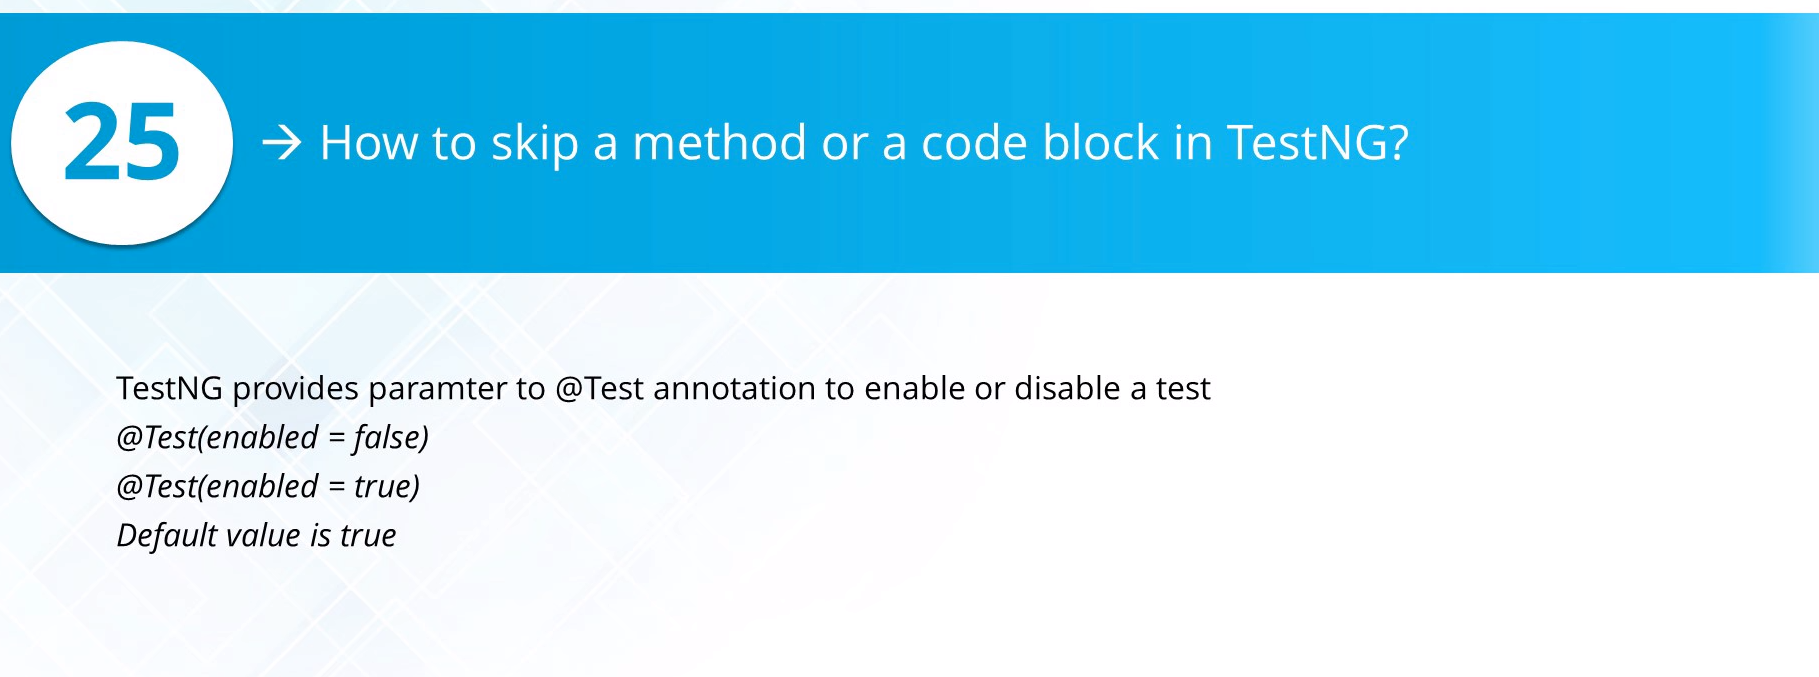 25
→ How to skip a method or a code block in TestNG?
TestNG provides paramter to @Test annotation to enable or disable a test
@Test(enabled = false)
@Test(enabled = true)
Default value is true